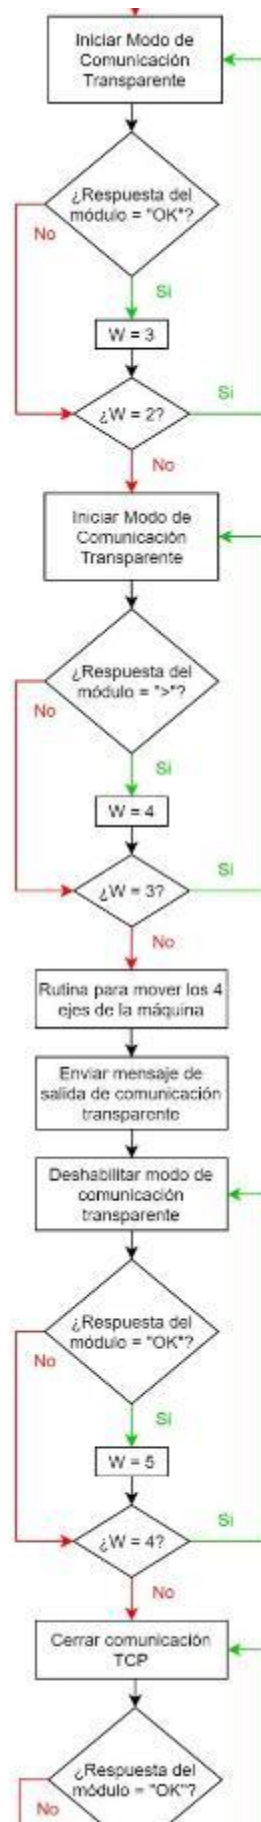 Iniciar Modo de
Comunicación
Transparente
¿Respuesta del
módulo = "OK"?
No
Si
W = 3
¿W = 2?
Si
No
Iniciar Modo de
Comunicación
Transparente
¿Respuesta del
módulo = ">"?
No
Si
W = 4
¿W = 3?
Si
No
Rutina para mover los 4
ejes de la máquina
Enviar mensaje de
salida de comunicación
transparente
Deshabilitar modo de
comunicación
transparente
¿Respuesta del
módulo = "OK"?
No
Si
W = 5
¿W = 4?
Si
No
Cerrar comunicación
TCP
¿Respuesta del
módulo = "OK"?
No